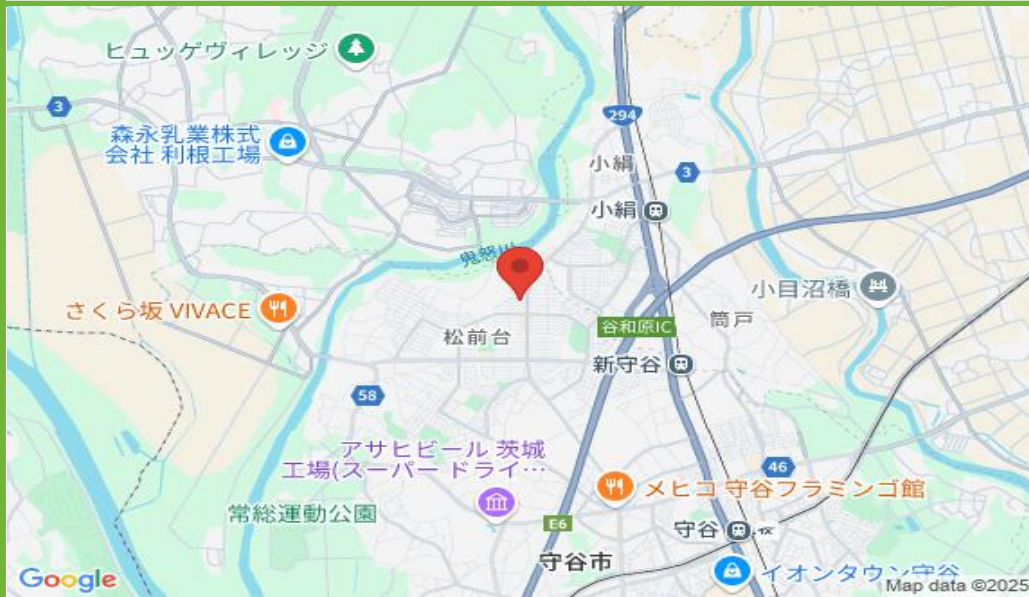 ヒュッゲヴィレッジ
3
294
森永乳業株式
会社 利根工場
小絹
3
小絹
鬼怒川
小目沼橋
さくら坂 VIVACE
筒戸
谷和原IC
松前台
新守谷
58
アサヒビール 茨城
工場(スーパー ドライ…
46
メヒコ 守谷フラミンゴ館
常総運動公園
E6
守谷
守谷市
イオンタウン守谷
Google
Map data ©2025